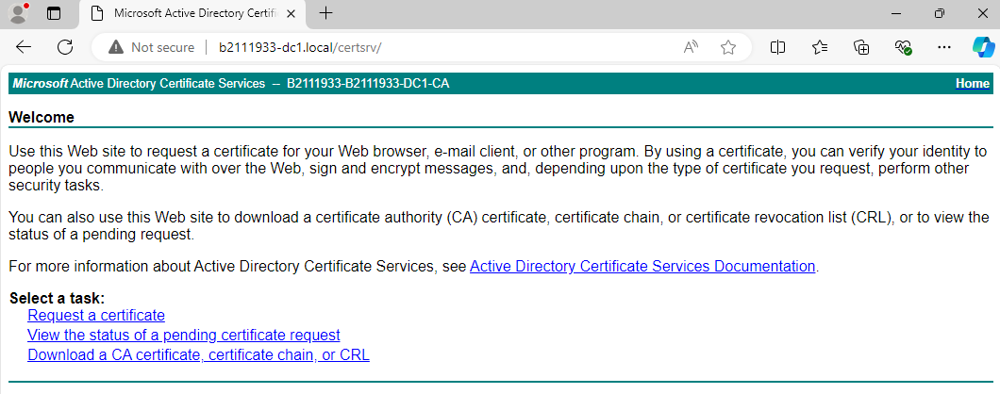 Microsoft Active Directory Certifi
Not secure b2111933-dc1.local/certsrv/
Microsoft Active Directory Certificate Services -- B2111933-B2111933-DC1-CA Home
Welcome
Use this Web site to request a certificate for your Web browser, e-mail client, or other program. By using a certificate, you can verify your identity to
people you communicate with over the Web, sign and encrypt messages, and, depending upon the type of certificate you request, perform other
security tasks.
You can also use this Web site to download a certificate authority (CA) certificate, certificate chain, or certificate revocation list (CRL), or to view the
status of a pending request.
For more information about Active Directory Certificate Services, see Active Directory Certificate Services Documentation.
Select a task:
Request a certificate
View the status of a pending certificate request
Download a CA certificate, certificate chain, or CRL